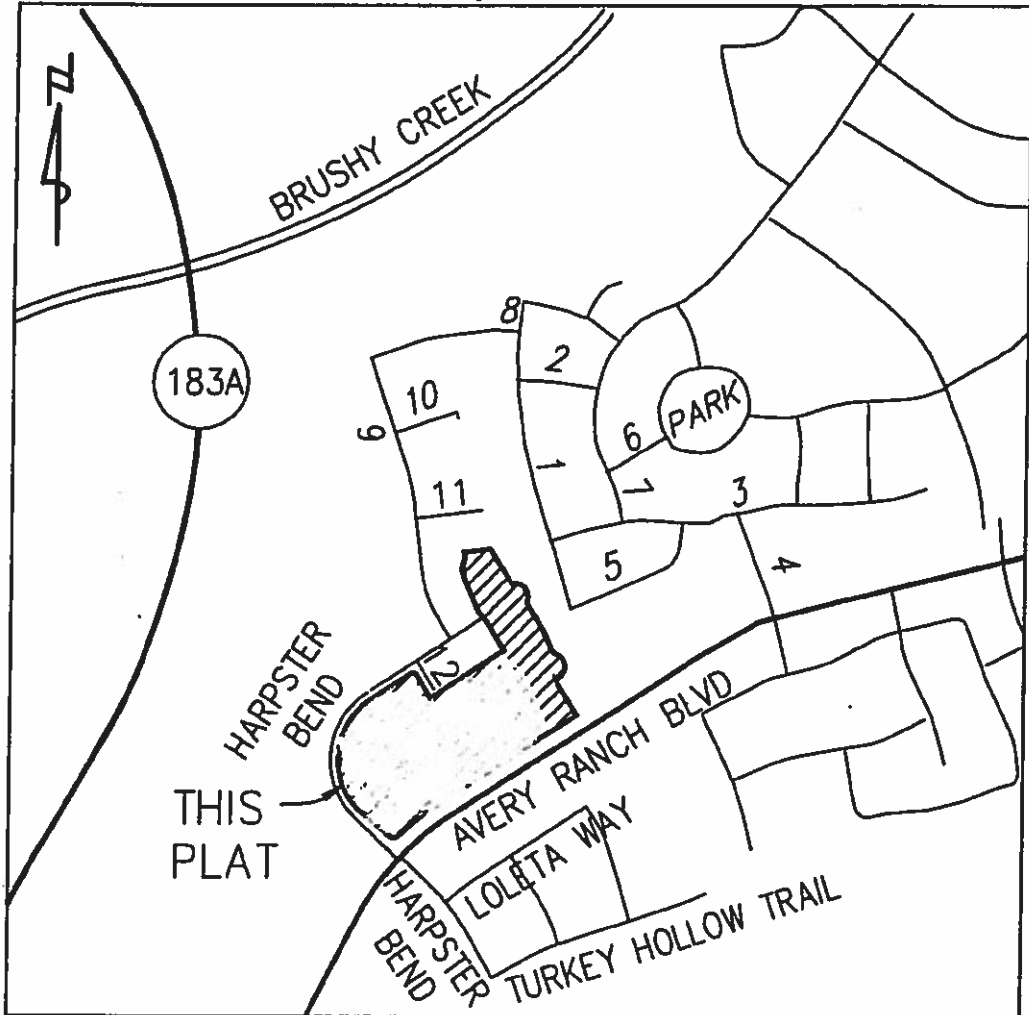 N
BRUSHY CREEK
183A
8
2
10
9
PARK
6
1
7
11
3
5
4
HARPSTER
BEND
12
THIS
PLAT
AVERY RANCH BLVD
LOLETA WAY
HARPSTER
BEND
TURKEY HOLLOW TRAIL